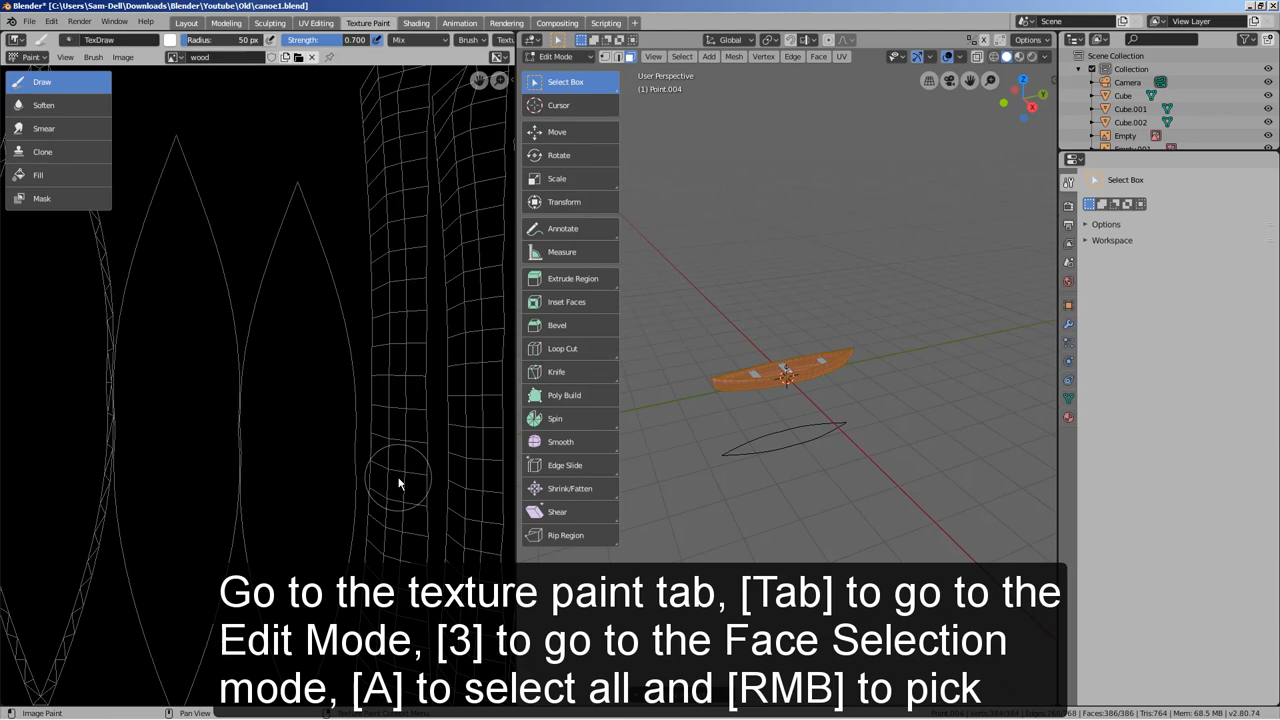 Blender* [C:\Users\Sam-Dell\Downloads\Blender\Youtube\Old\canoe1.blend]
File Edit Render Window Help Layout Modeling Sculpting UV Editing Texture Paint Shading Animation Rendering Compositing Scripting + Scene View Layer
TexDraw Radius: 50 px Strength: 0.700 Mix Brush Textu Global Options
Paint View Brush Image wood Edit Mode View Select Add Scene Collection
Collection
Camera
Cube
Cube.001
Cube.002
Empty
Draw
Soften
Smear
Clone
Fill
Mask
Select Box
Cursor
Move
Rotate
Scale
Transform
Annotate
Measure
Extrude Region
Inset Faces
Bevel
Loop Cut
Knife
Poly Build
Spin
Smooth
Edge Slide
Shrink/Fatten
Shear
Rip Region
User Perspective
(1) Point.004
Z
Y
X
Select Box
Options
Workspace
Go to the texture paint tab, [Tab] to go to the
Edit Mode, [3] to go to the Face Selection
mode, [A] to select all and [RMB] to pick
Image Paint Pan View